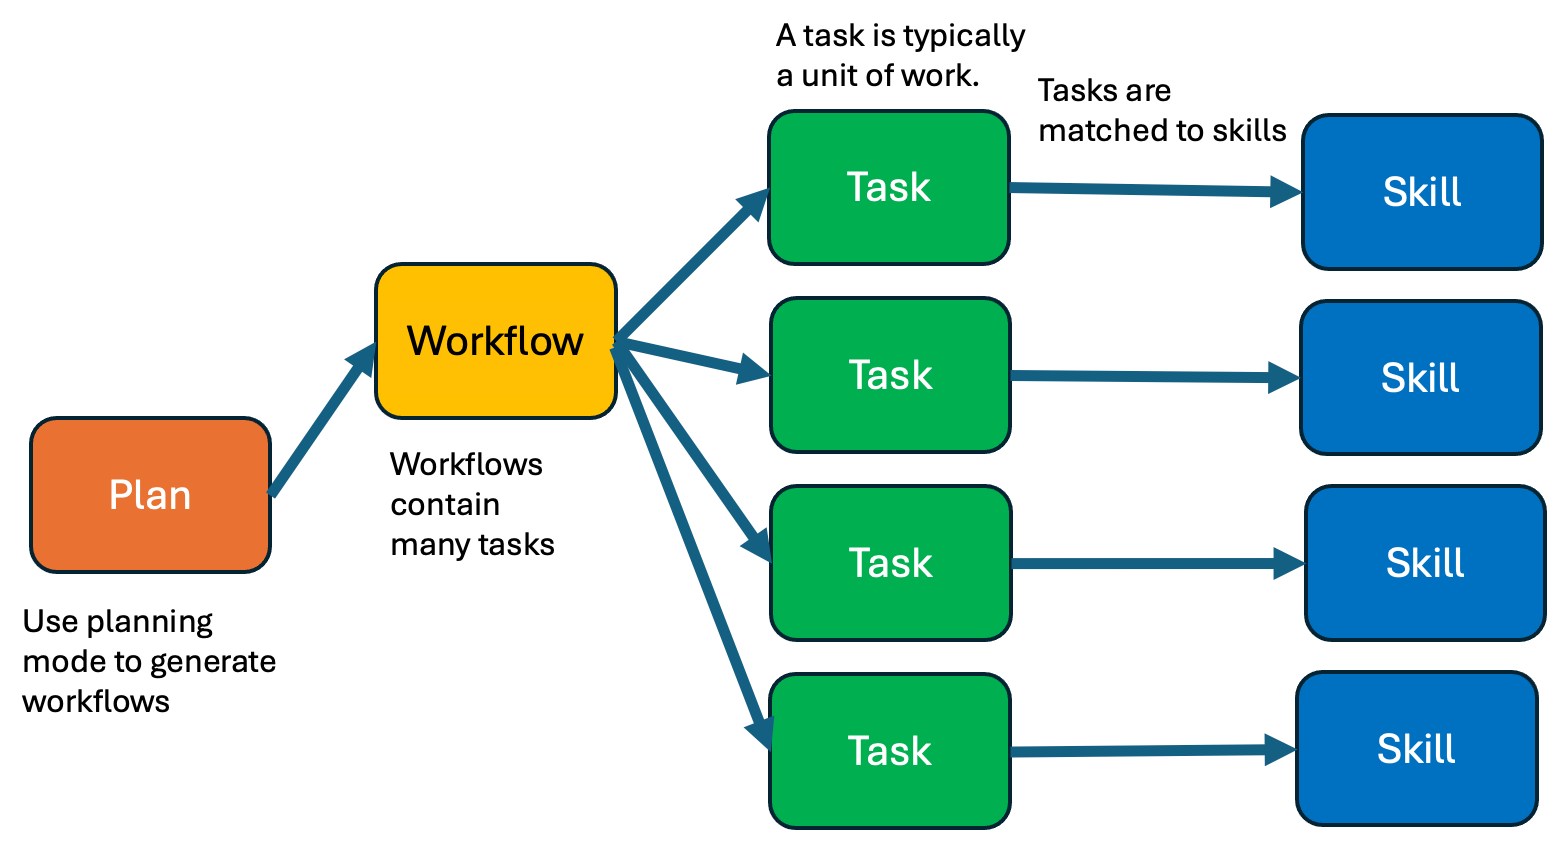 A task is typically
a unit of work.
Tasks are
matched to skills
Task
Skill
Workflow
Task
Skill
Workflows
contain
many tasks
Plan
Task
Skill
Use planning
mode to generate
workflows
Task
Skill